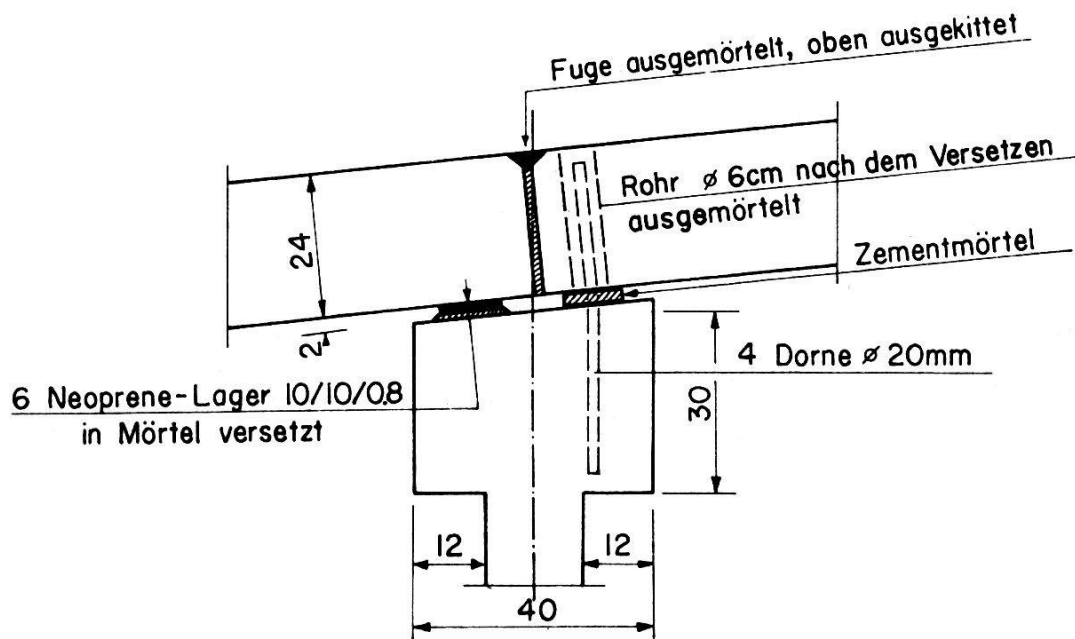 Fuge ausgemörtelt, oben ausgekittet
Rohr ⌀ 6cm nach dem Versetzen
ausgemörtelt
24
Zementmörtel
2
4 Dorne ⌀ 20mm
6 Neoprene-Lager 10/10/0.8
in Mörtel versetzt
30
12
12
40